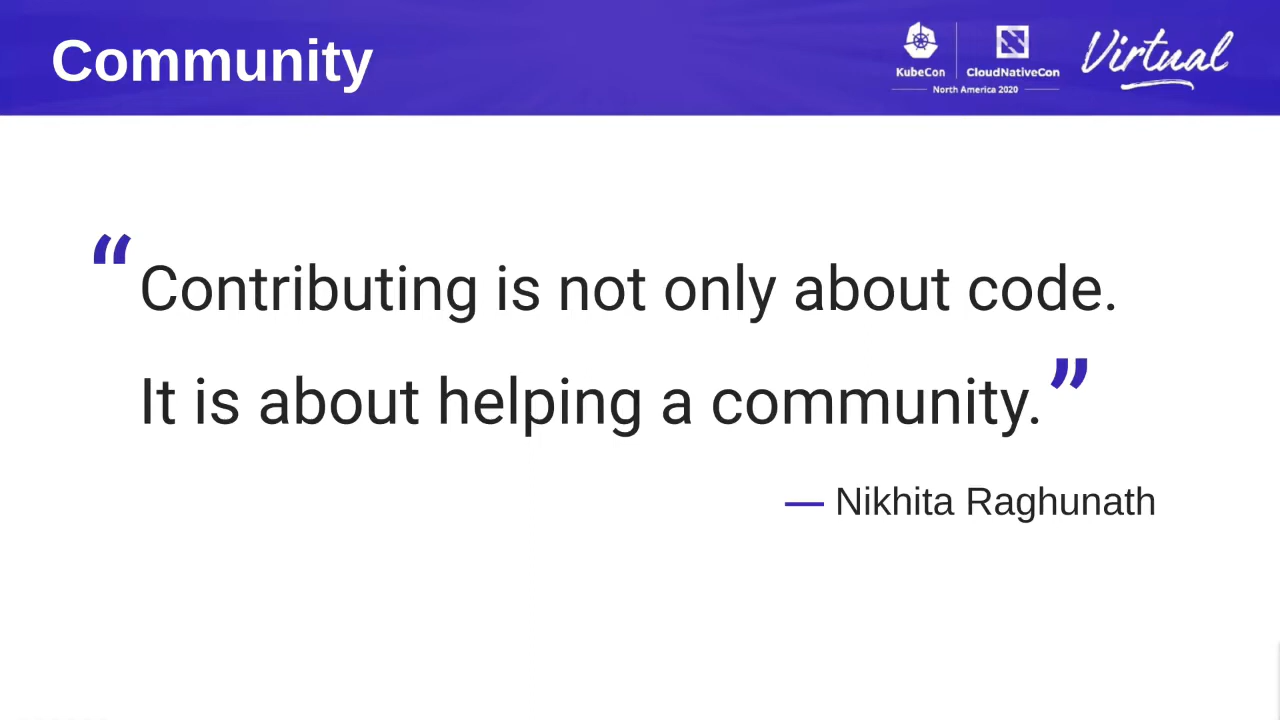 Community
KubeCon
CloudNativeCon
North America 2020
Virtual
“Contributing is not only about code.
It is about helping a community.”
— Nikhita Raghunath